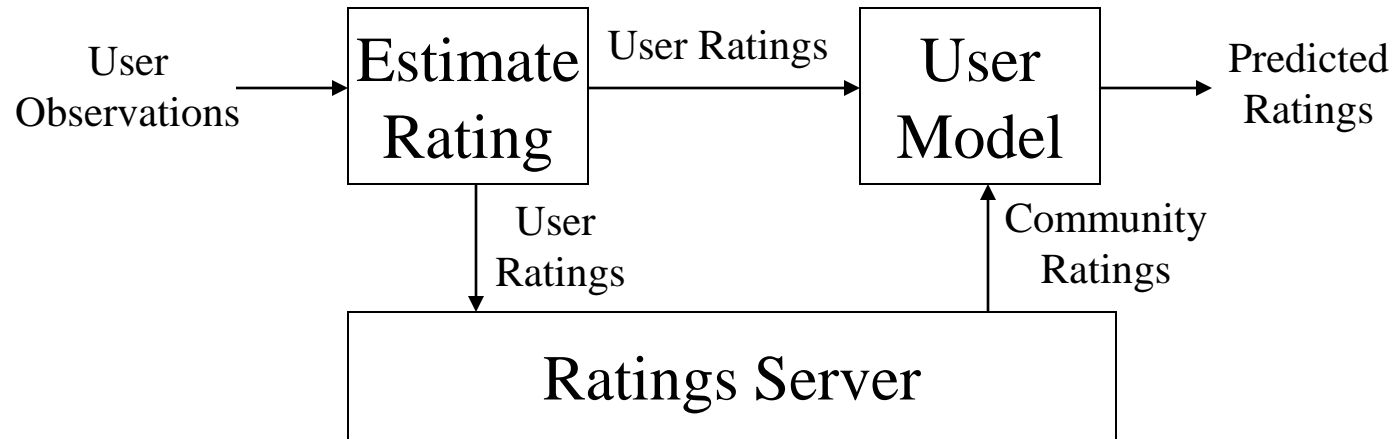 User
Observations
Estimate
Rating
User Ratings
User
Model
Predicted
Ratings
User
Ratings
Community
Ratings
Ratings Server